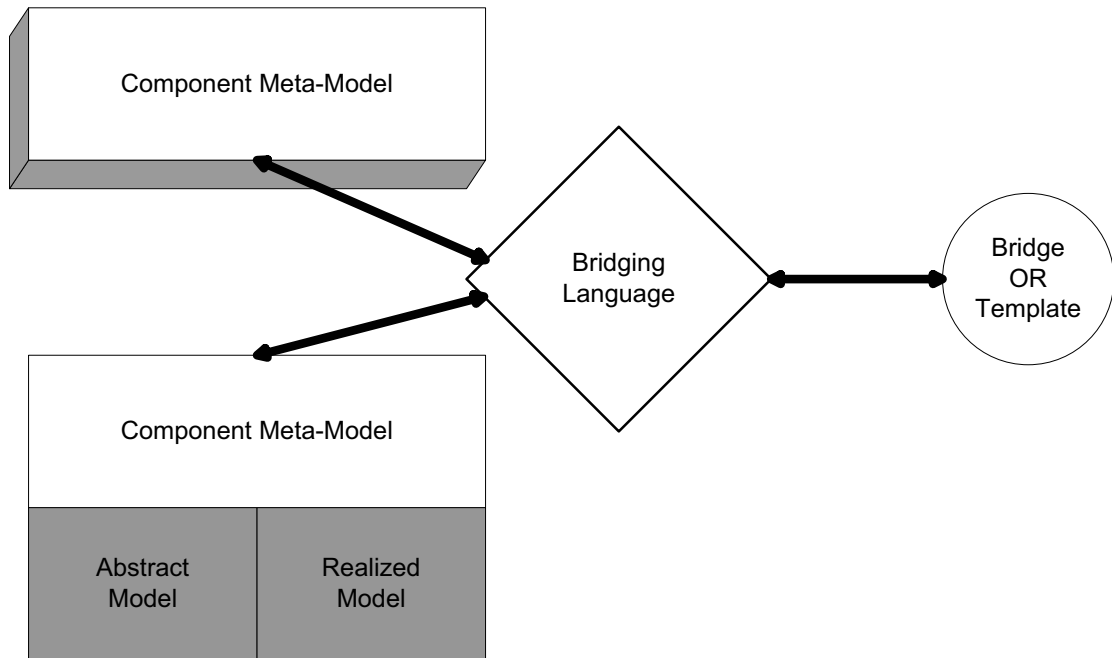 Component Meta-Model
Bridging
Language
Bridge
OR
Template
Component Meta-Model
Abstract
Model
Realized
Model